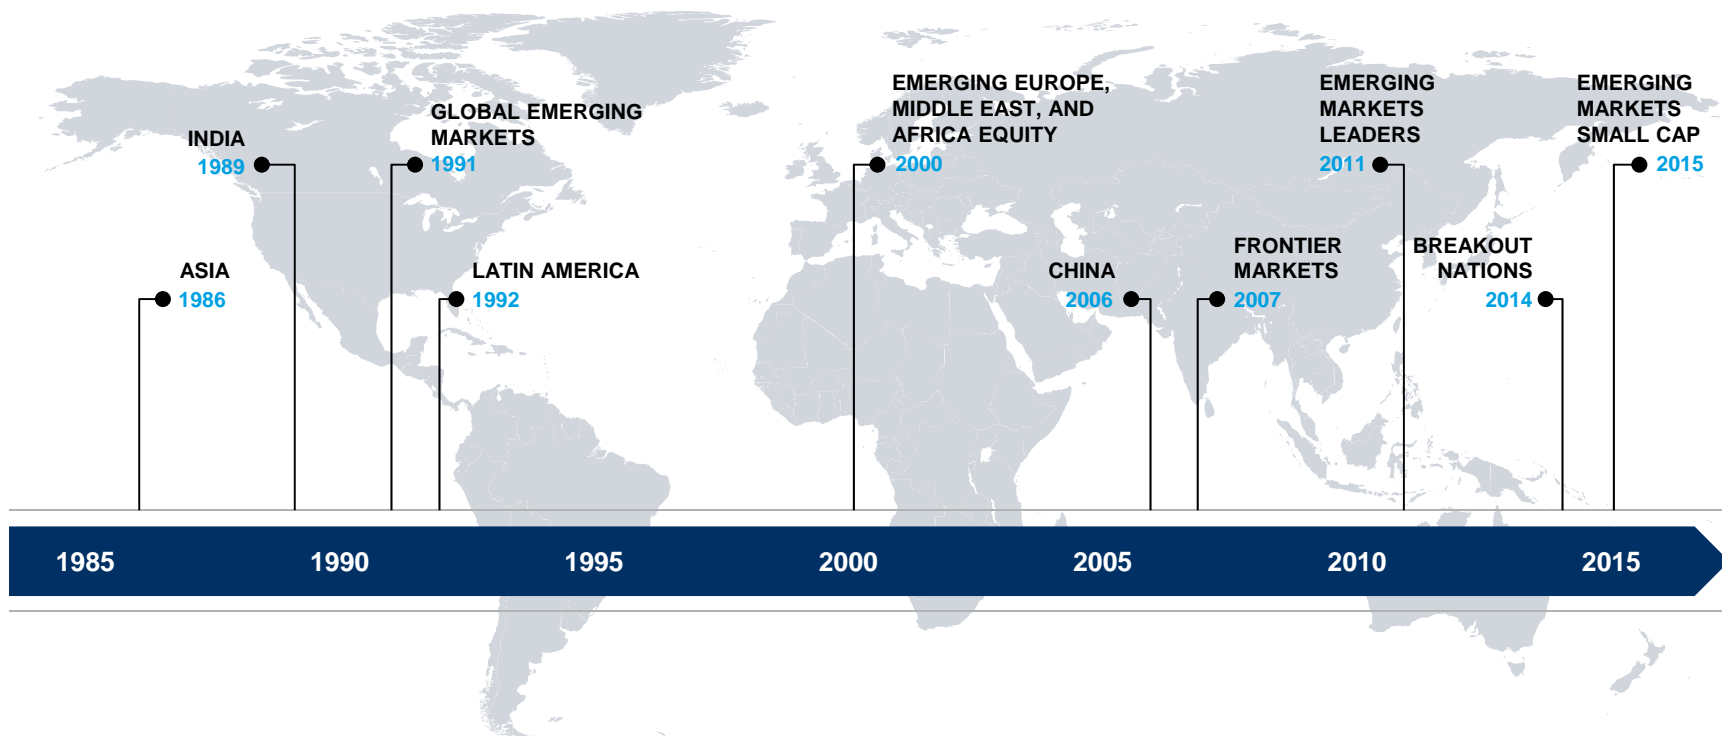 INDIA
1989
GLOBAL EMERGING
MARKETS
1991
EMERGING EUROPE,
MIDDLE EAST, AND
AFRICA EQUITY
2000
EMERGING
MARKETS
LEADERS
2011
EMERGING
MARKETS
SMALL CAP
2015
ASIA
1986
LATIN AMERICA
1992
CHINA
2006
FRONTIER
MARKETS
2007
BREAKOUT
NATIONS
2014
1985 1990 1995 2000 2005 2010 2015